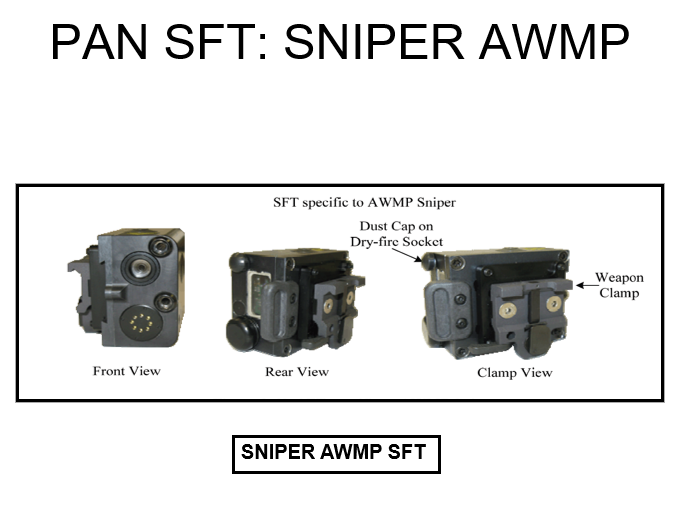 PAN SFT: SNIPER AWMP
SFT specific to AWMP Sniper
Dust Cap on
Dry-fire Socket
Weapon
Clamp
Front View
Rear View
Clamp View
SNIPER AWMP SFT